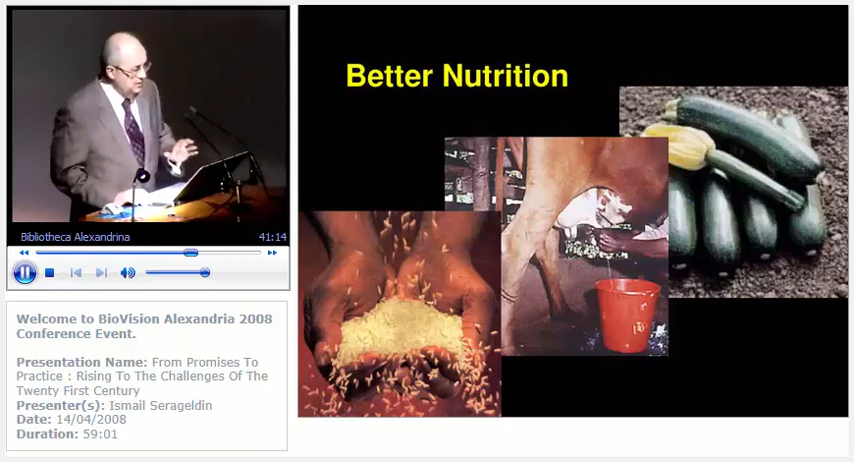 Better Nutrition
Bibliotheca Alexandrina 41:14
Welcome to BioVision Alexandria 2008
Conference Event.
Presentation Name: From Promises To
Practice : Rising To The Challenges Of The
Twenty First Century
Presenter(s): Ismail Serageldin
Date: 14/04/2008
Duration: 59:01